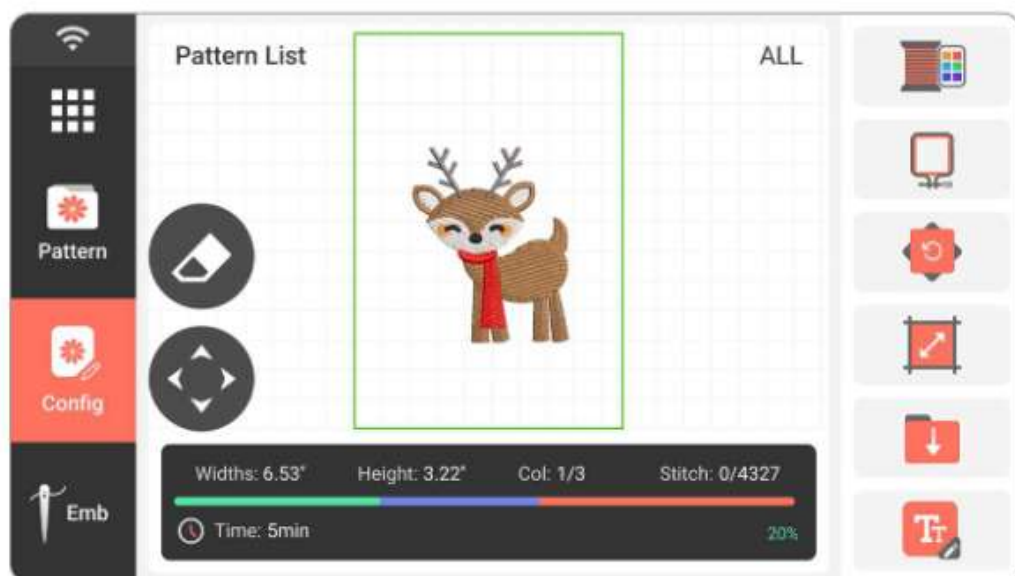 Pattern List
ALL
Pattern
Config
Emb
Widths: 6.53" Height: 3.22" Col: 1/3 Stitch: 0/4327
Time: 5min
20%
TT